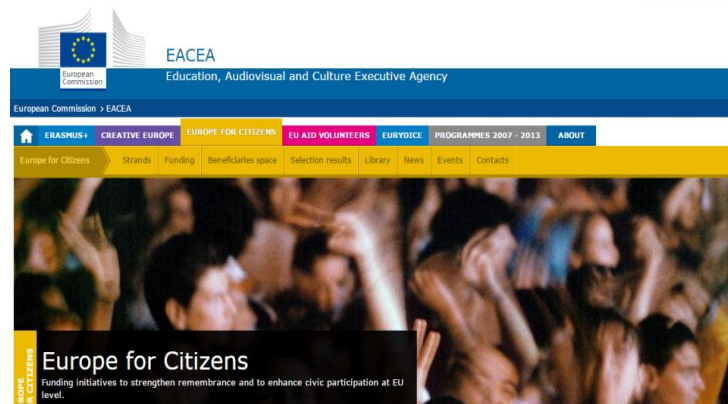 European
Commission
EACEA
Education, Audiovisual and Culture Executive Agency
European Commission > EACEA
ERASMUS+ CREATIVE EUROPE EUROPE FOR CITIZENS EU AID VOLUNTEERS EURYDICE PROGRAMMES 2007 - 2013 ABOUT
Europe for Citizens Strands Funding Beneficiaries space Selection results Library News Events Contacts
Europe for Citizens
Funding initiatives to strengthen remembrance and to enhance civic participation at EU
level.